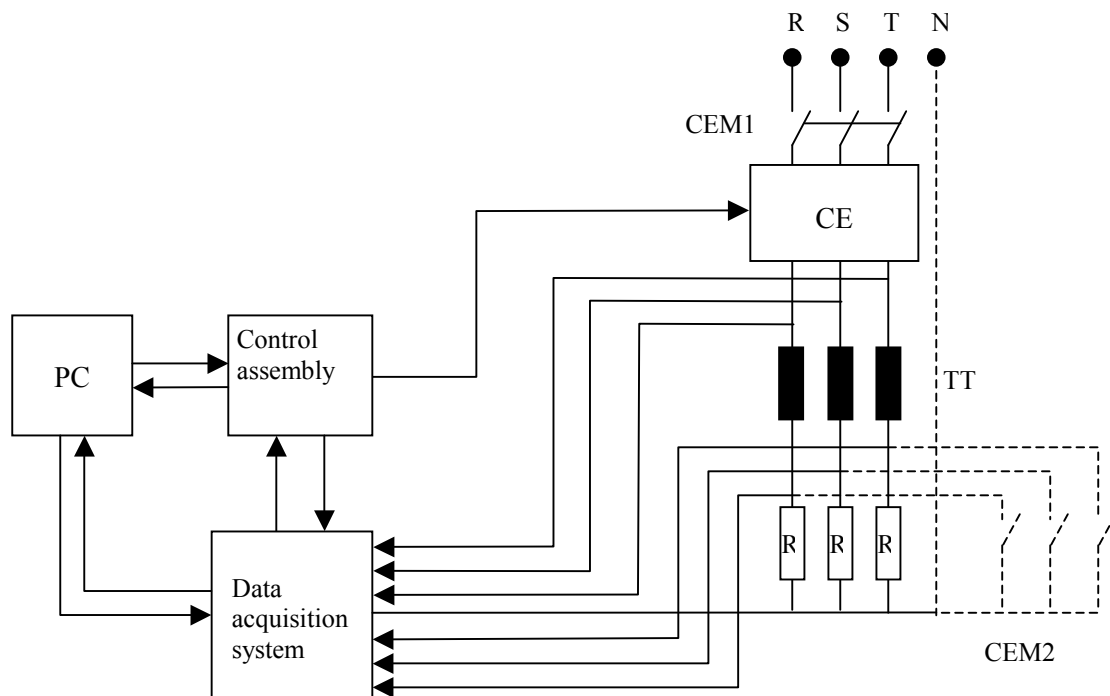 R S T N
CEM1
CE
PC
Control
assembly
TT
R R R
Data
acquisition
system
CEM2